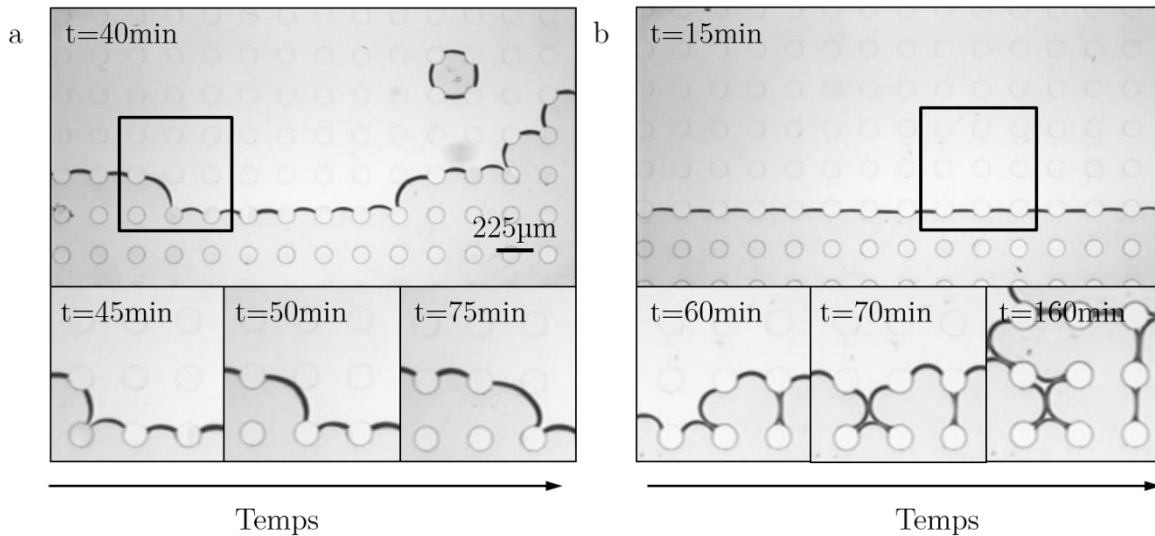 a
t=40min
225µm
t=45min
t=50min
t=75min
Temps
b
t=15min
t=60min
t=70min
t=160min
Temps